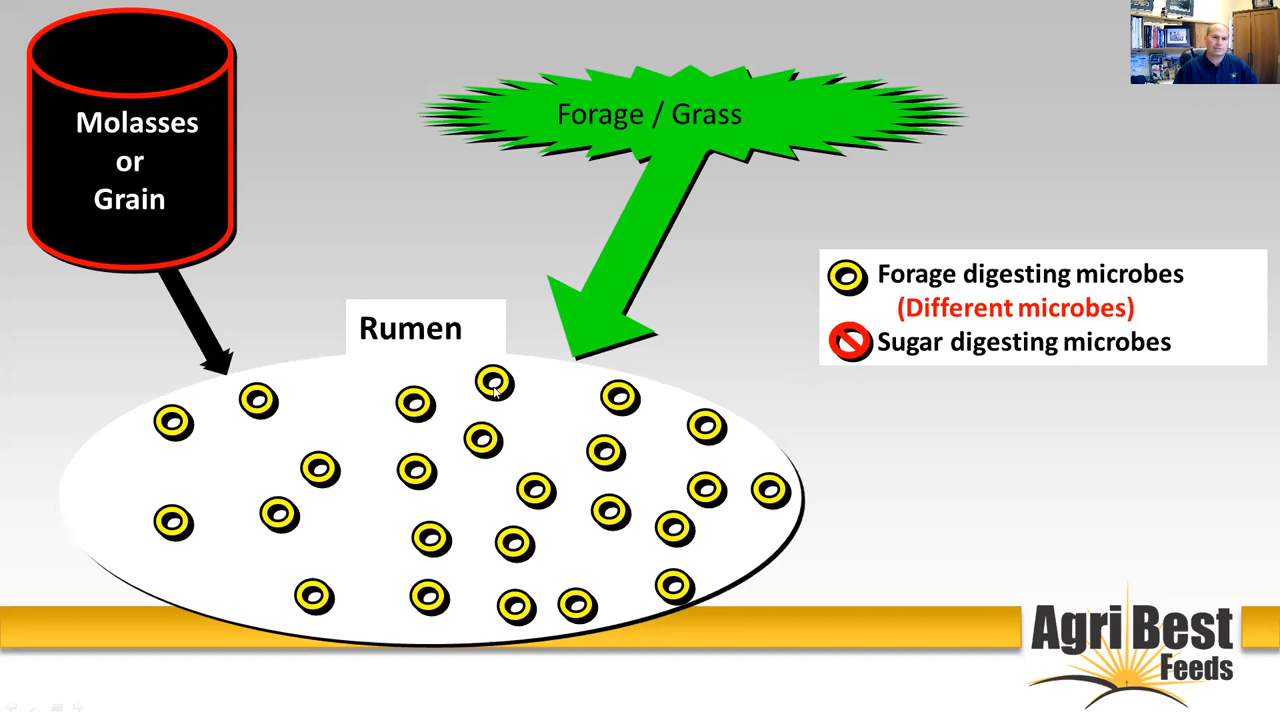 Molasses
or
Grain
Forage / Grass
Rumen
Forage digesting microbes
(Different microbes)
Sugar digesting microbes
Agri Best
Feeds